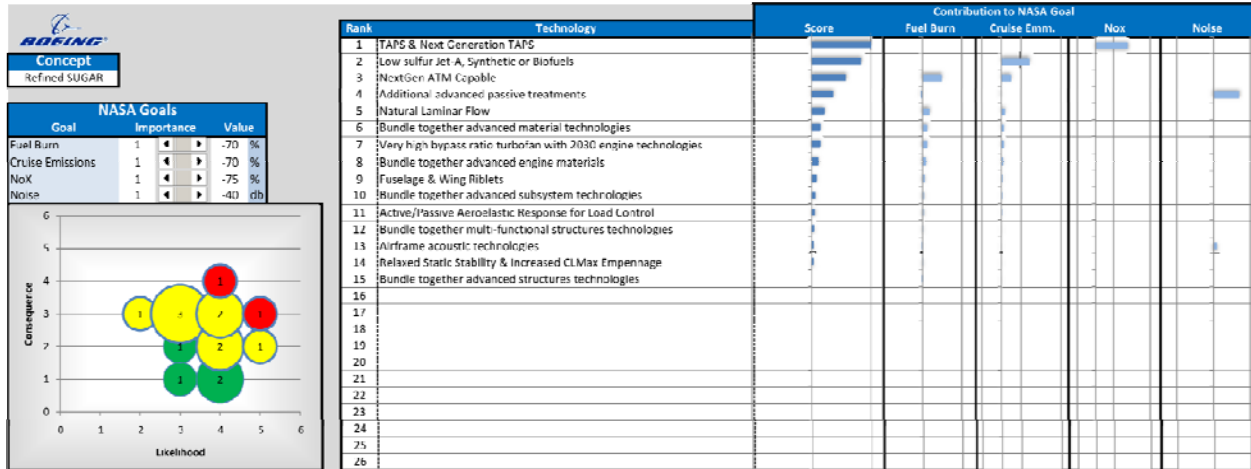 BOEING
Concept
Refined SUGAR
NASA Goals
Goal Importance Value
Fuel Burn 1 -70 %
Cruise Emissions 1 -70 %
NoX 1 -75 %
Noise 1 -40 db
6
5
4
3
2
1
0
0 1 2 3 4 5 6
Consequence
Likelihood
1
1 3 2 1
1 2 1
1 2
Contribution to NASA Goal
Rank Technology Score Fuel Burn Cruise Emm. Nox Noise
1 TAPS & Next Generation TAPS
2 Low sulfur Jet-A, Synthetic or Biofuels
3 NextGen ATM Capable
4 Additional advanced passive treatments
5 Natural Laminar Flow
6 Bundle together advanced material technologies
7 Very high bypass ratio turbofan with 2030 engine technologies
8 Bundle together advanced engine materials
9 Fuselage & Wing Riblets
10 Bundle together advanced subsystem technologies
11 Active/Passive Aeroelastic Response for Load Control
12 Bundle together multi-functional structures technologies
13 Airframe acoustic technologies
14 Relaxed Static Stability & Increased CLMax Empennage
15 Bundle together advanced structures technologies
16
17
18
19
20
21
22
23
24
25
26